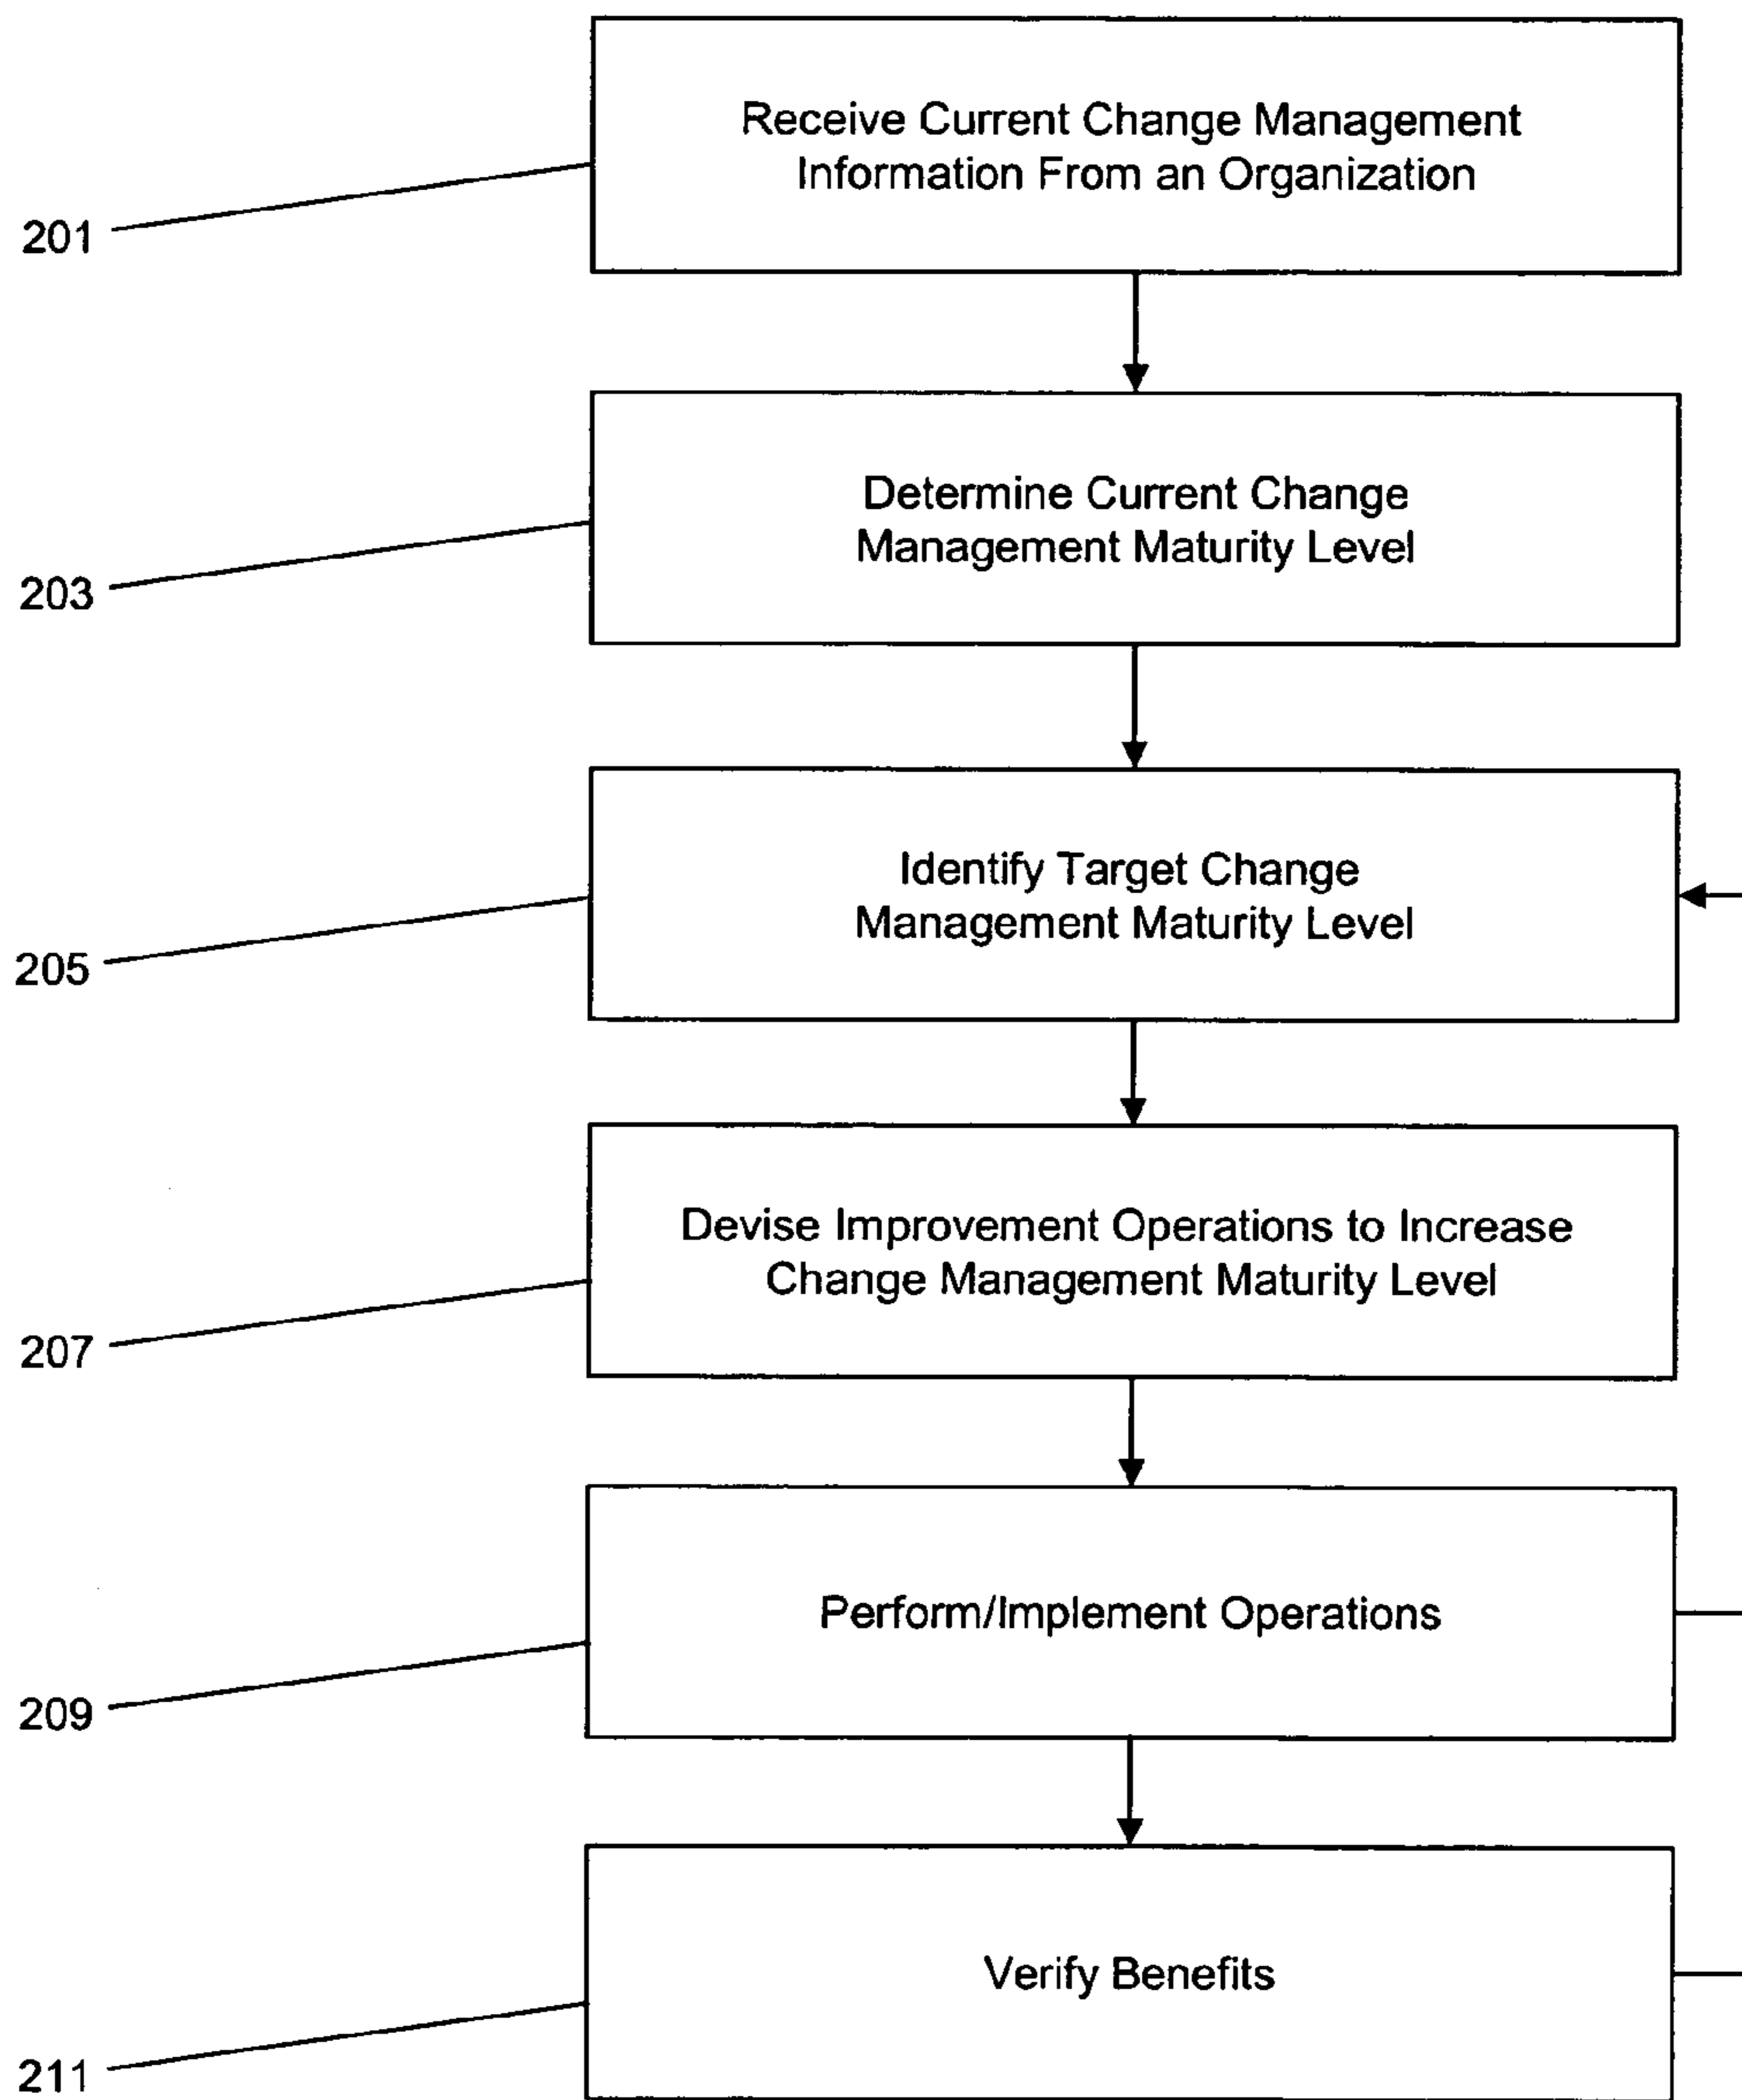 Receive Current Change Management
Information From an Organization
201
Determine Current Change
Management Maturity Level
203
Identify Target Change
Management Maturity Level
205
Devise Improvement Operations to Increase
Change Management Maturity Level
207
Perform/Implement Operations
209
Verify Benefits
211